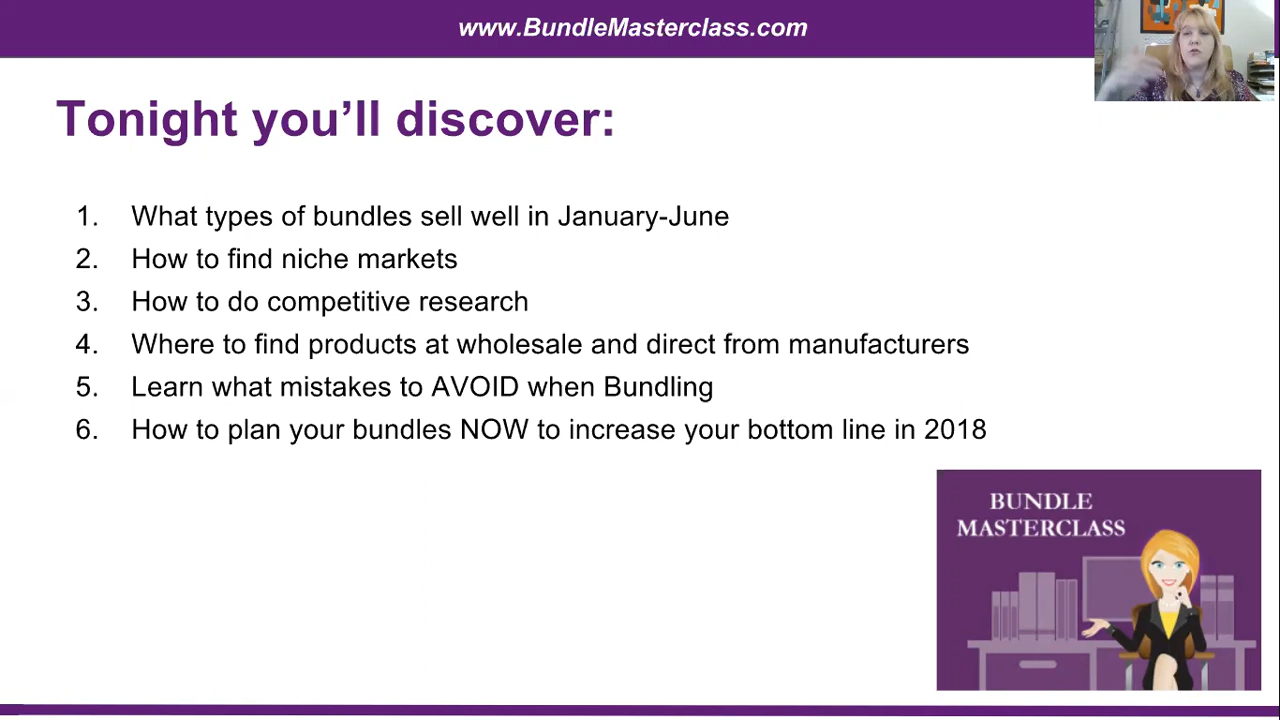 www.BundleMasterclass.com
Tonight you’ll discover:
1. What types of bundles sell well in January-June
2. How to find niche markets
3. How to do competitive research
4. Where to find products at wholesale and direct from manufacturers
5. Learn what mistakes to AVOID when Bundling
6. How to plan your bundles NOW to increase your bottom line in 2018
BUNDLE
MASTERCLASS